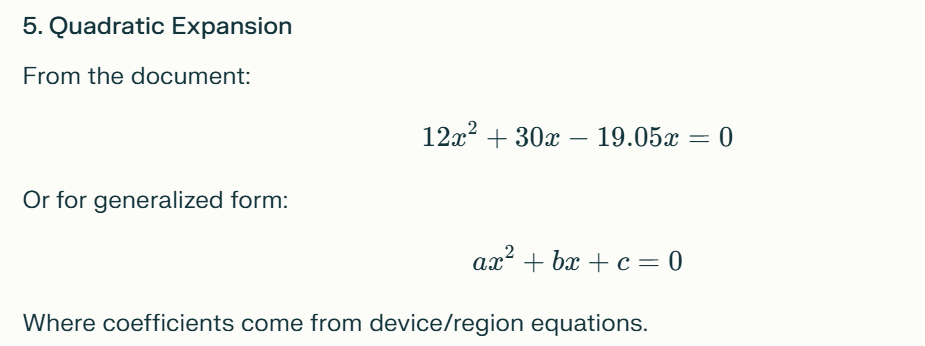 5. Quadratic Expansion
From the document:
12x² + 30x − 19.05x = 0
Or for generalized form:
ax² + bx + c = 0
Where coefficients come from device/region equations.